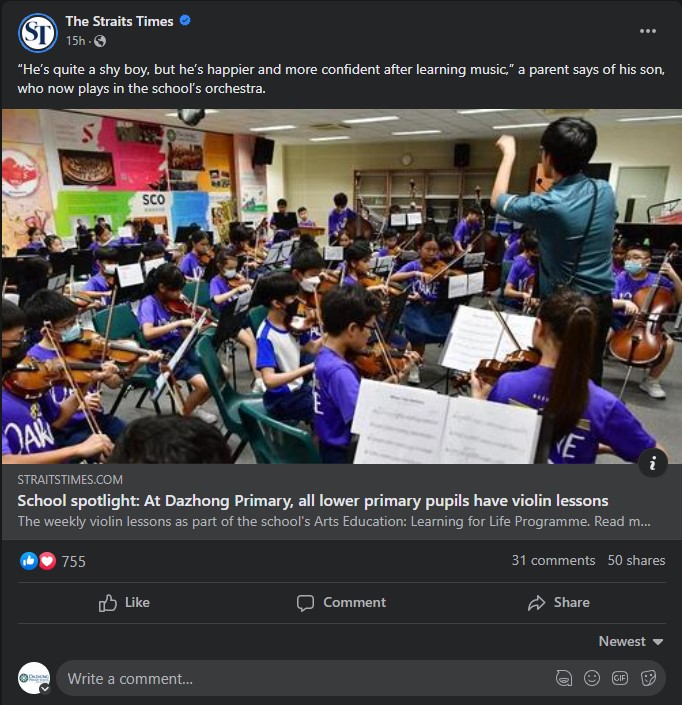 ST
The Straits Times
15h ·
“He’s quite a shy boy, but he’s happier and more confident after learning music,” a parent says of his son,
who now plays in the school’s orchestra.
SCO
STRAITSTIMES.COM
School spotlight: At Dazhong Primary, all lower primary pupils have violin lessons
The weekly violin lessons as part of the school's Arts Education: Learning for Life Programme. Read m...
755
31 comments 50 shares
Like Comment Share
Newest
Write a comment...
GIF